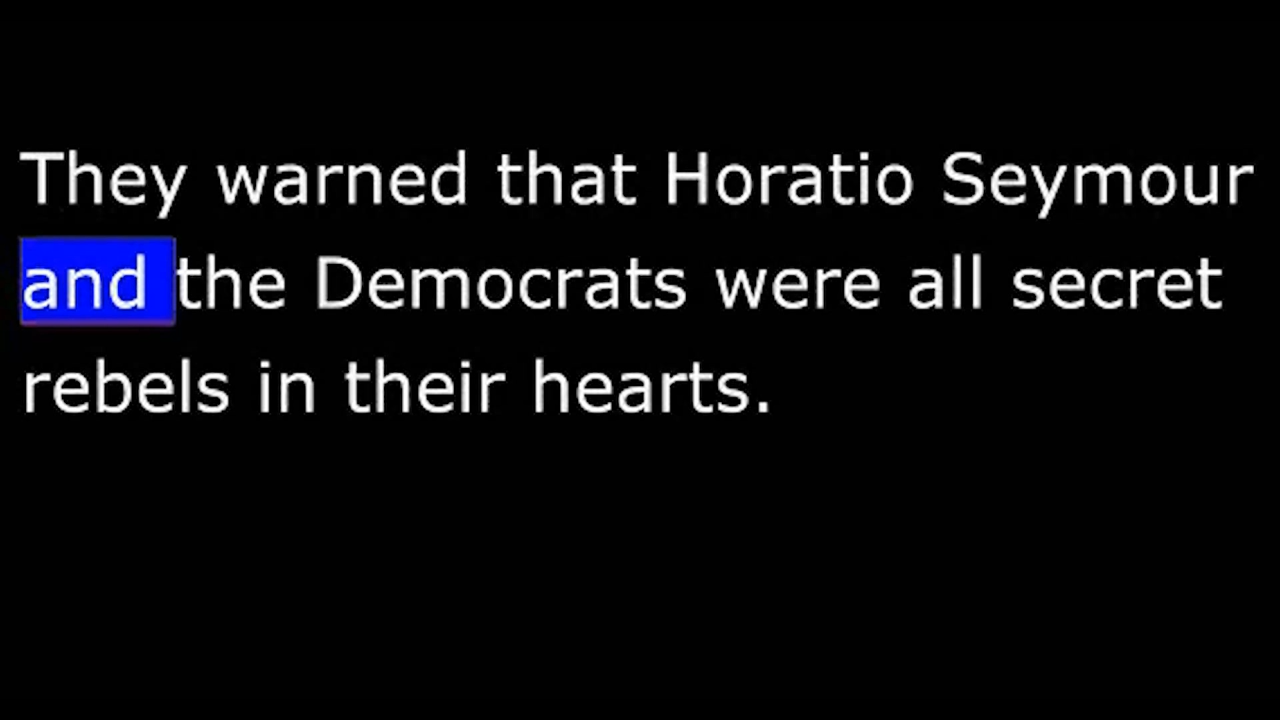 They warned that Horatio Seymour
and the Democrats were all secret
rebels in their hearts.